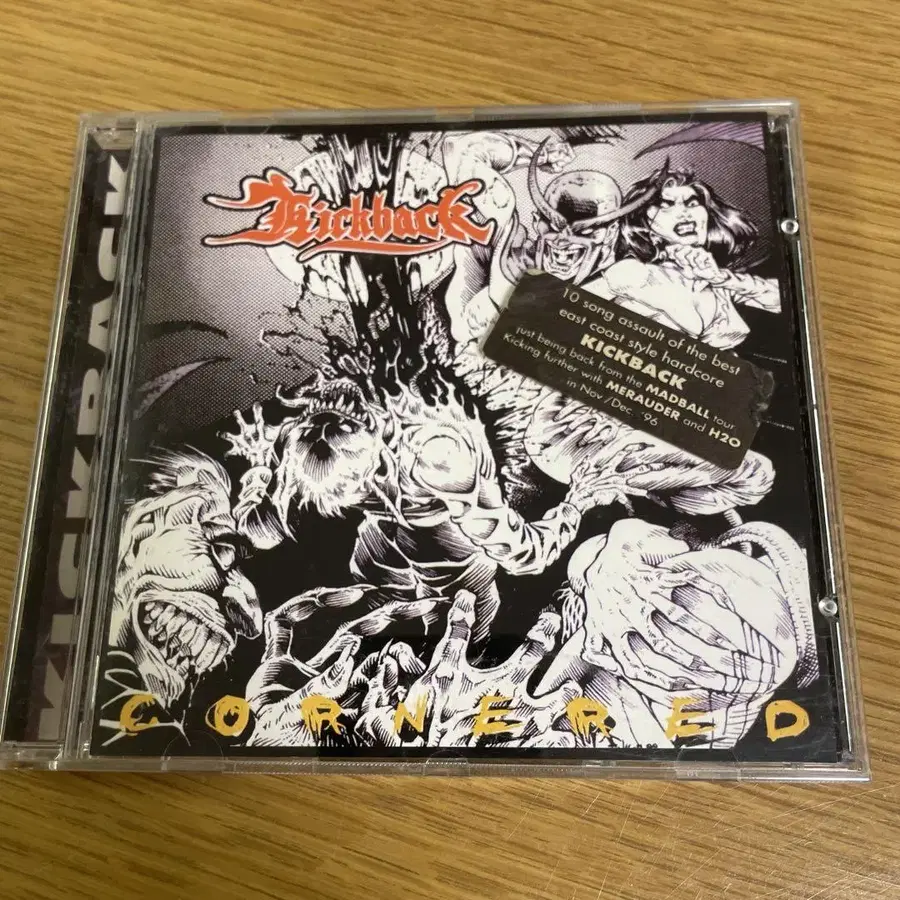 KICKBACK
Kickback
10 song assault of the best
east coast style hardcore
KICKBACK
just being back from the MADBALL tour
Kicking further with MERAUDER and H2O
in Nov/Dec. '96
CORNERED